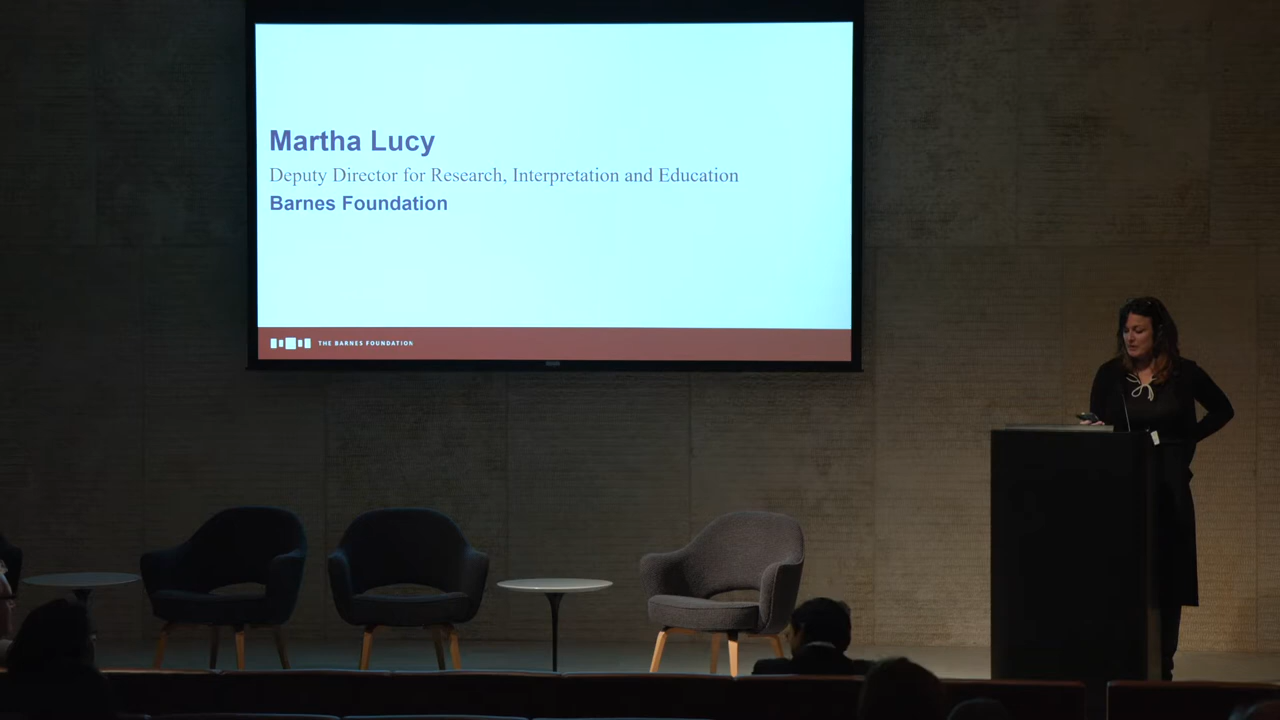 Martha Lucy
Deputy Director for Research, Interpretation and Education
Barnes Foundation
THE BARNES FOUNDATION